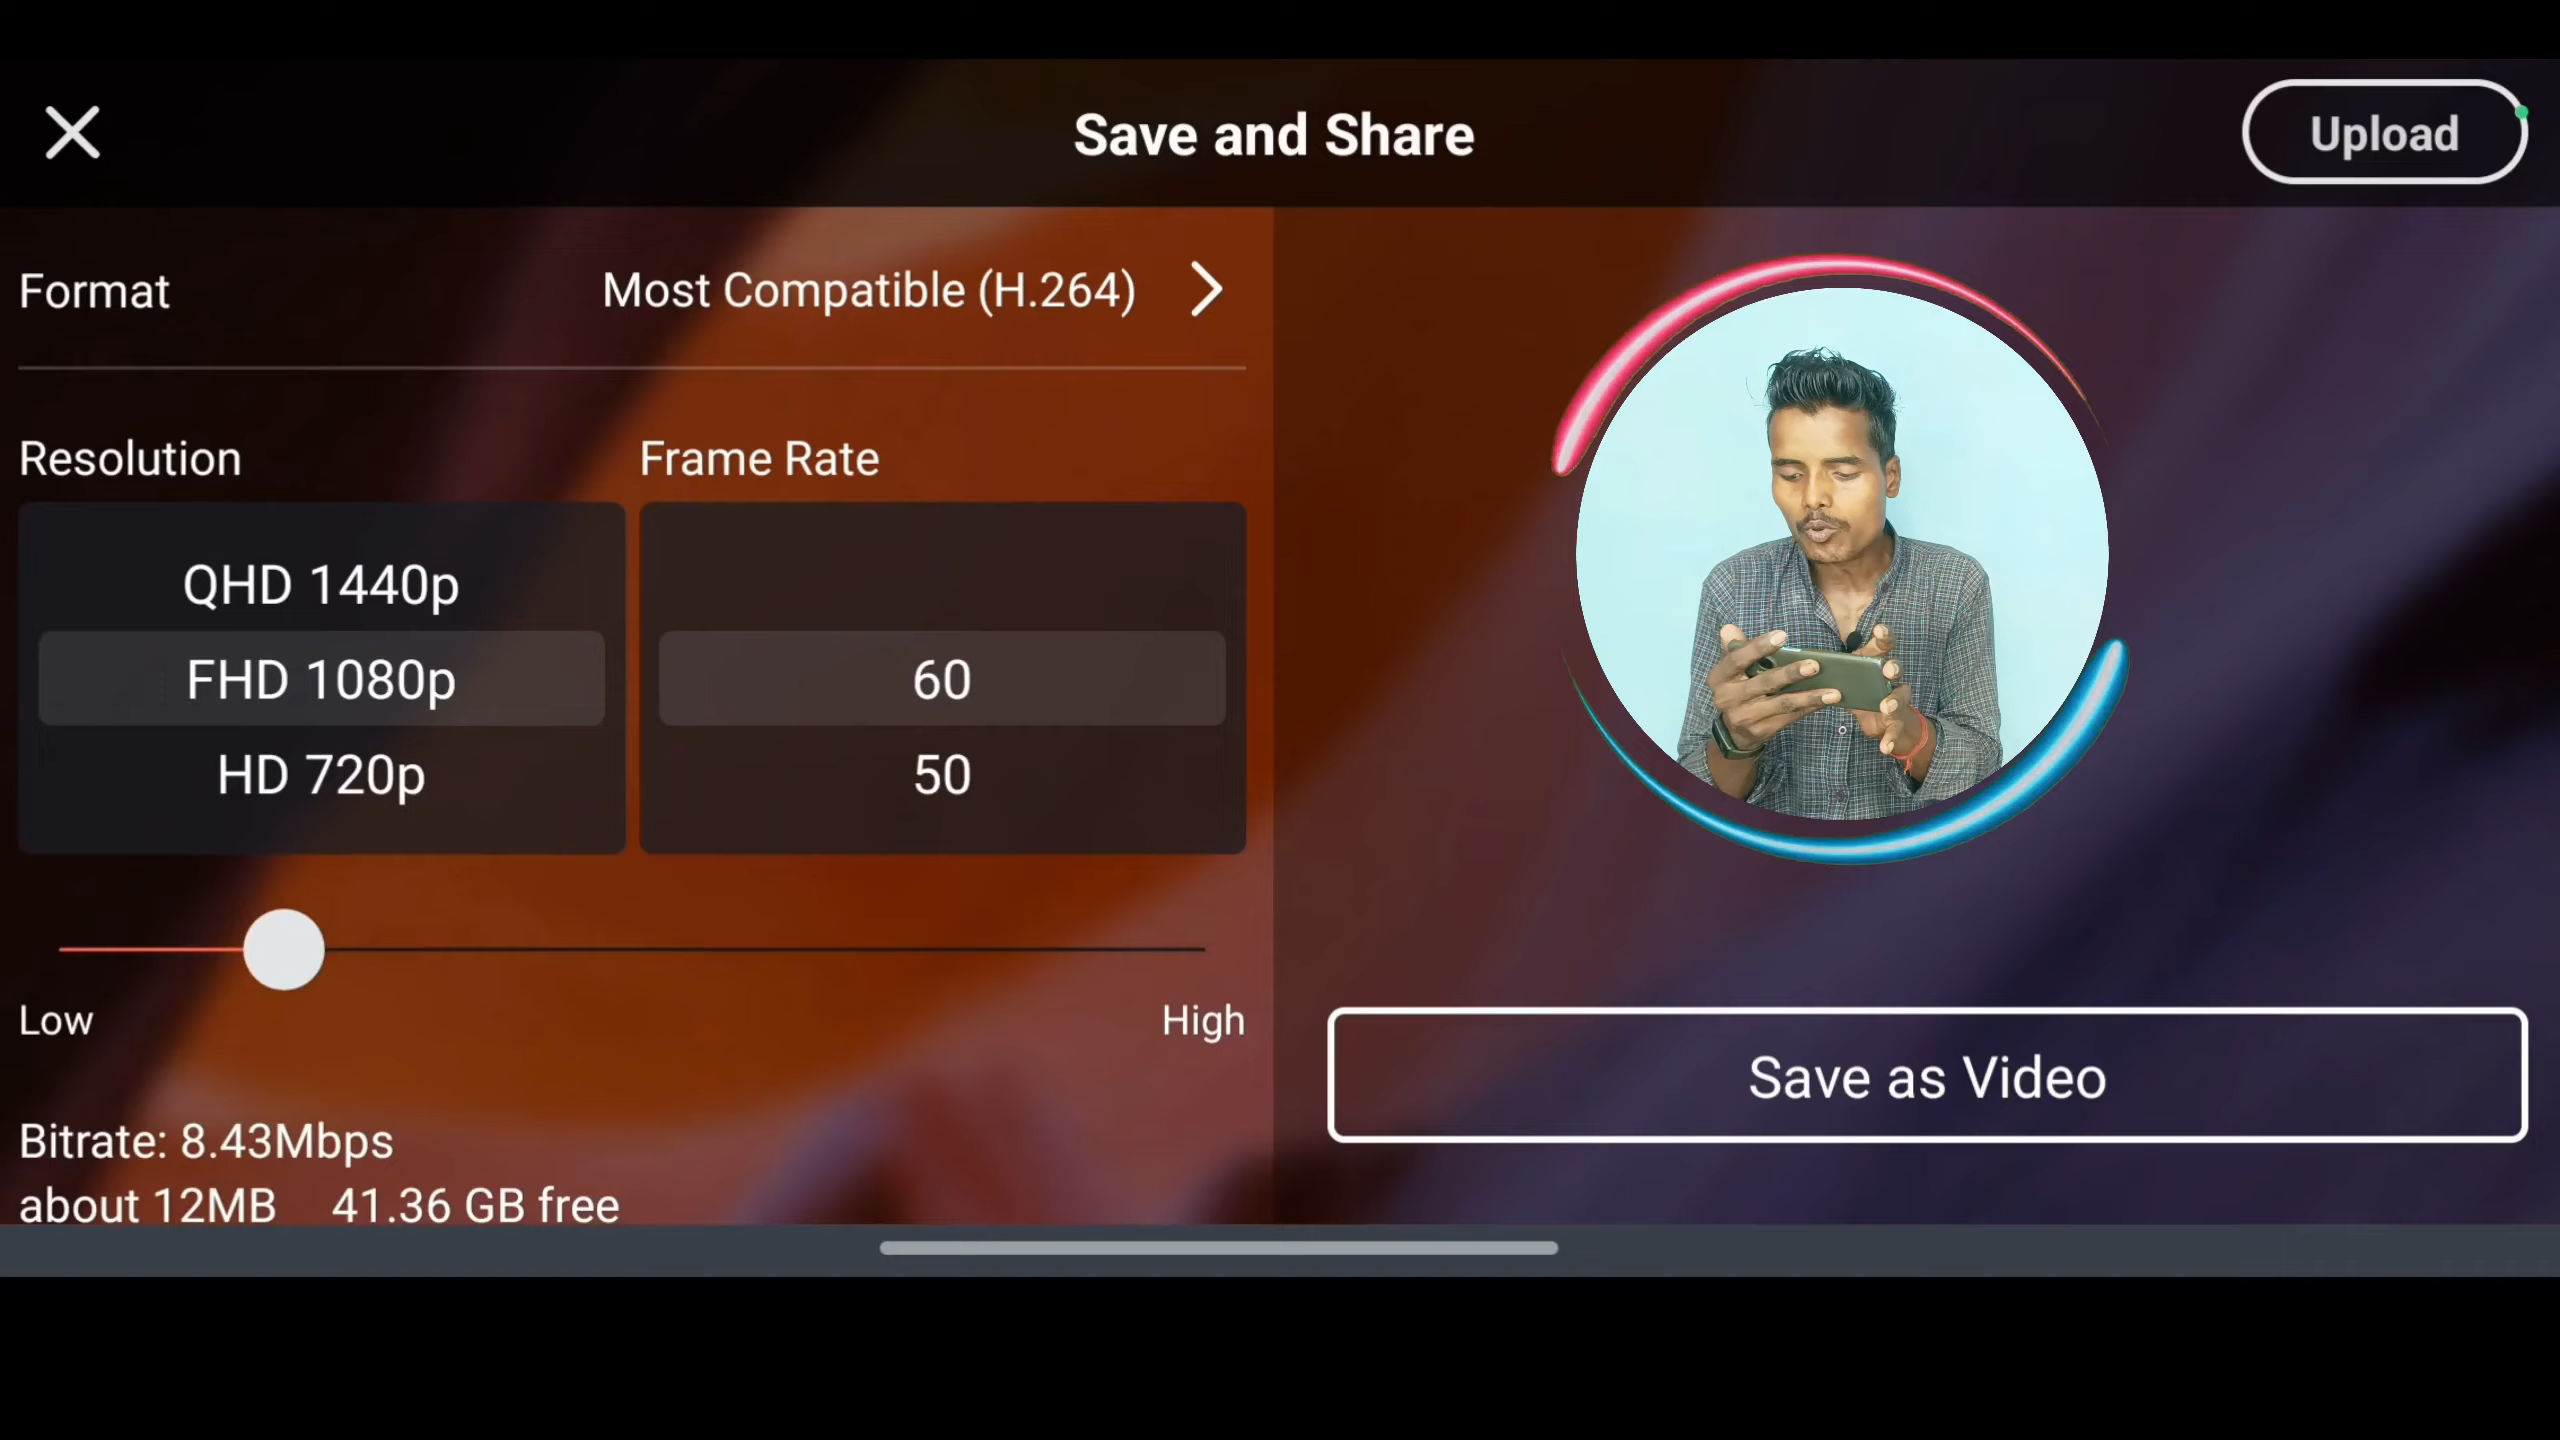 Save and Share
Upload
Format
Most Compatible (H.264)
Resolution
Frame Rate
QHD 1440p
FHD 1080p
HD 720p
60
50
Low
High
Bitrate: 8.43Mbps
about 12MB 41.36 GB free
Save as Video